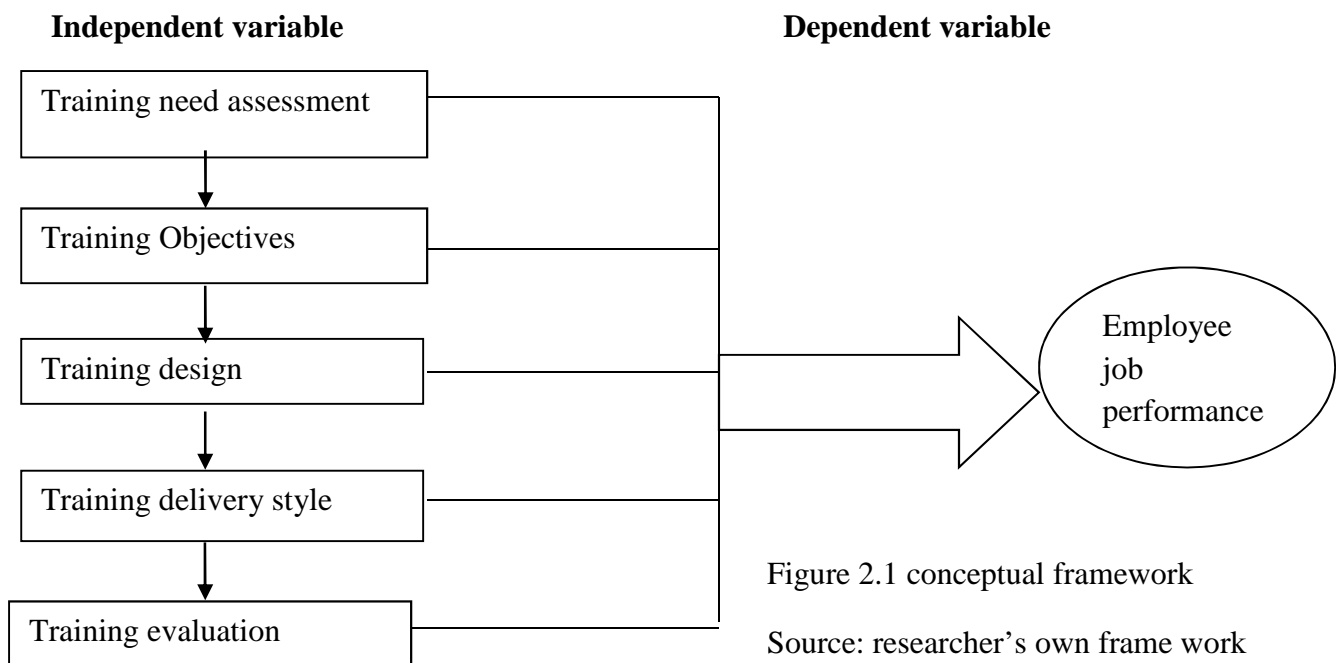 Independent variable
Dependent variable
Training need assessment
Training Objectives
Training design
Training delivery style
Training evaluation
Employee
job
performance
Figure 2.1 conceptual framework
Source: researcher’s own frame work